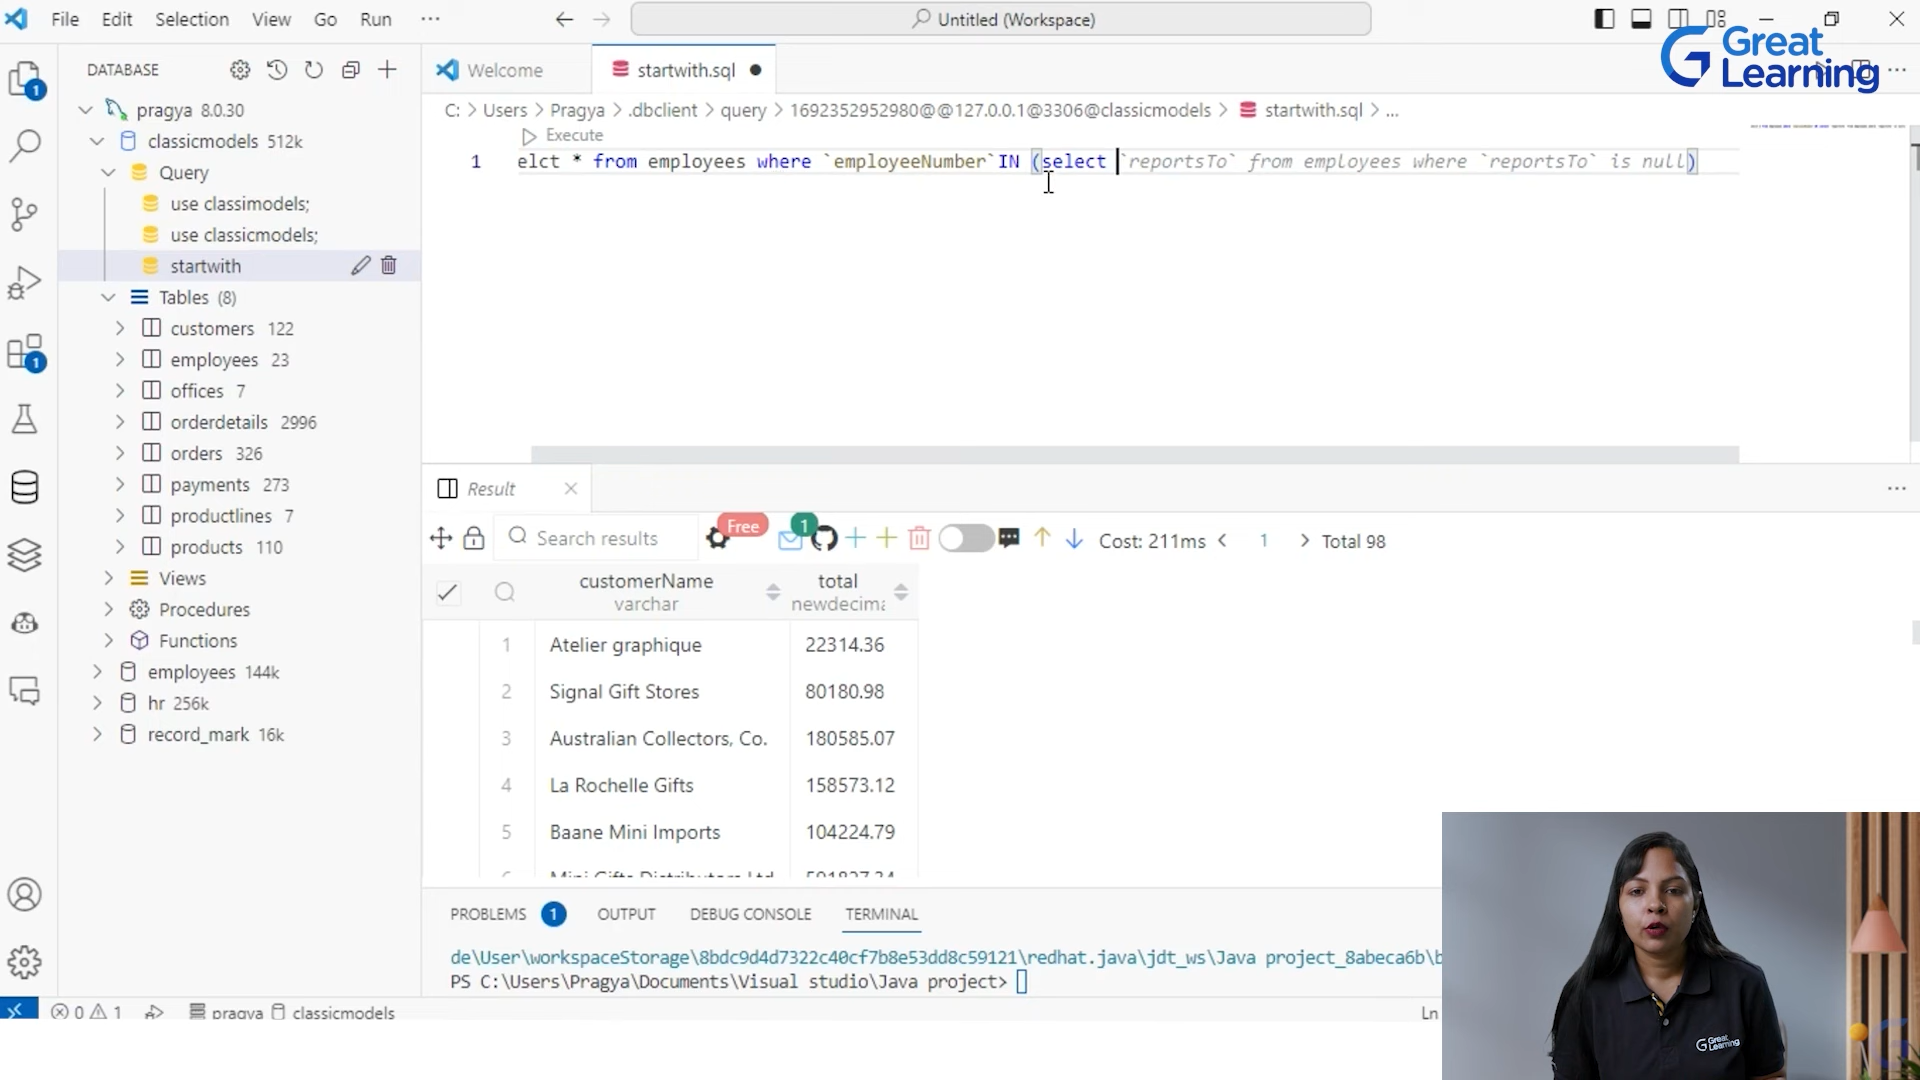 File Edit Selection View Go Run ...
Untitled (Workspace)
Great Learning
DATABASE
Welcome
startwith.sql
C: > Users > Pragya > .dbclient > query > 1692352952980@@127.0.0.1@3306@classicmodels > startwith.sql > ...
Execute
1 elct * from employees where `employeeNumber`IN (select `reportsTo` from employees where `reportsTo` is null)
1
pragya 8.0.30
classicmodels 512k
Query
use classimodels;
use classicmodels;
startwith
Tables (8)
customers 122
employees 23
1
offices 7
orderdetails 2996
orders 326
payments 273
productlines 7
products 110
Views
Procedures
Functions
employees 144k
hr 256k
record_mark 16k
Result
Search results
Free
1
Cost: 211ms < 1 > Total 98
customerName
varchar
total
1 Atelier graphique 22314.36
2 Signal Gift Stores 80180.98
3 Australian Collectors, Co. 180585.07
4 La Rochelle Gifts 158573.12
5 Baane Mini Imports 104224.79
PROBLEMS 1 OUTPUT DEBUG CONSOLE TERMINAL
de\User\workspaceStorage\8bdc9d4d7322c40cf7b8e53dd8c59121\redhat.java\jdt_ws\Java project_8abeca6b\b
PS C:\Users\Pragya\Documents\Visual studio\Java project>
0 1 pragya classicmodels
Ln
Great Learning